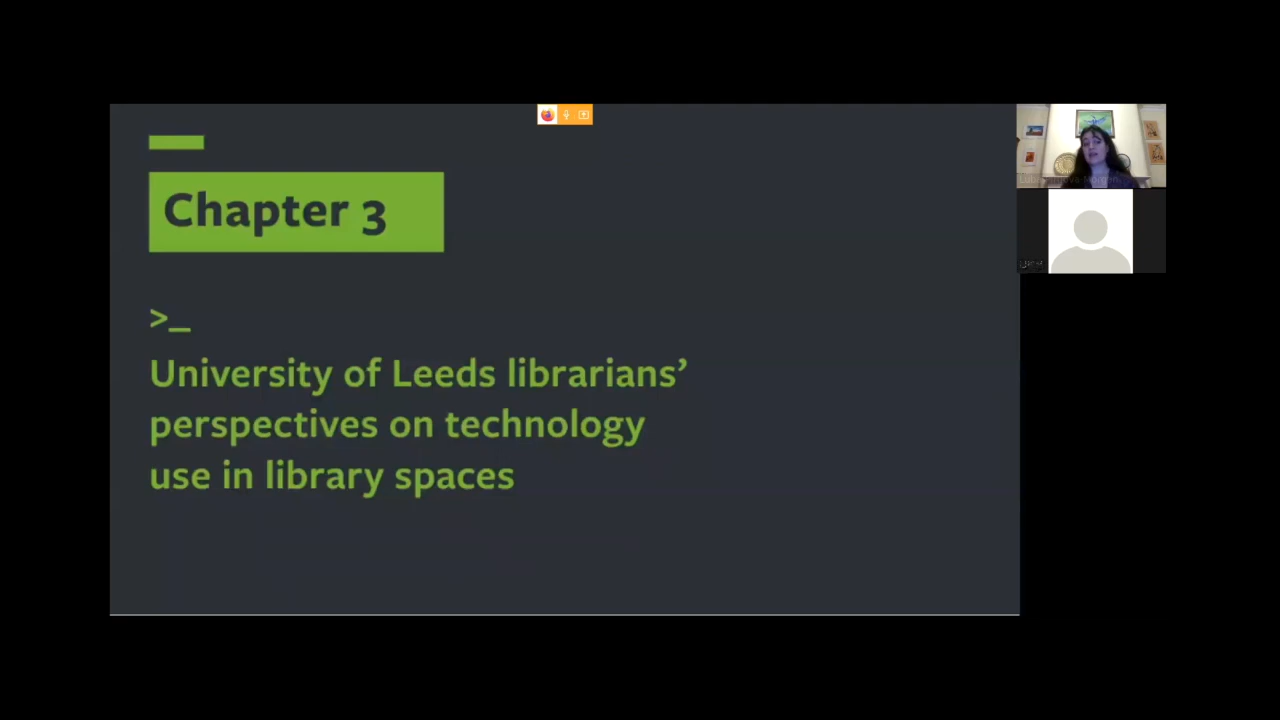 Chapter 3
>_
University of Leeds librarians’
perspectives on technology
use in library spaces